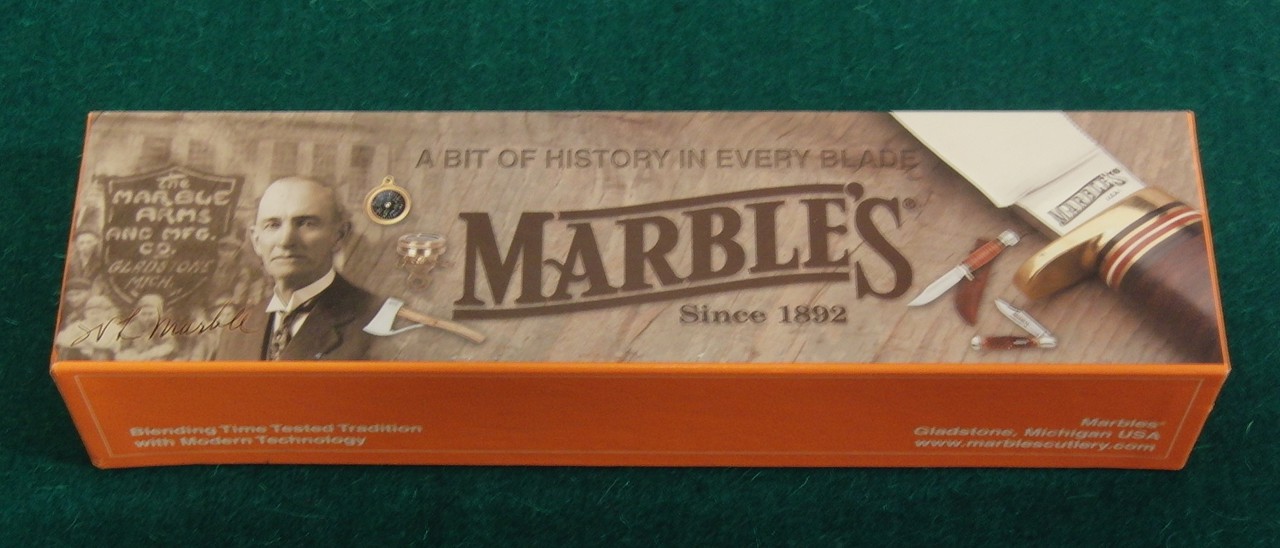 A BIT OF HISTORY IN EVERY BLADE
THE
MARBLE
ARMS
AND MFG.
CO.
GLADSTONE
MICH.
Marble
MARBLE'S®
Since 1892
MARBLE'S
Blending Time Tested Tradition
with Modern Technology
Marbles®
Gladstone, Michigan USA
www.marblescutlery.com